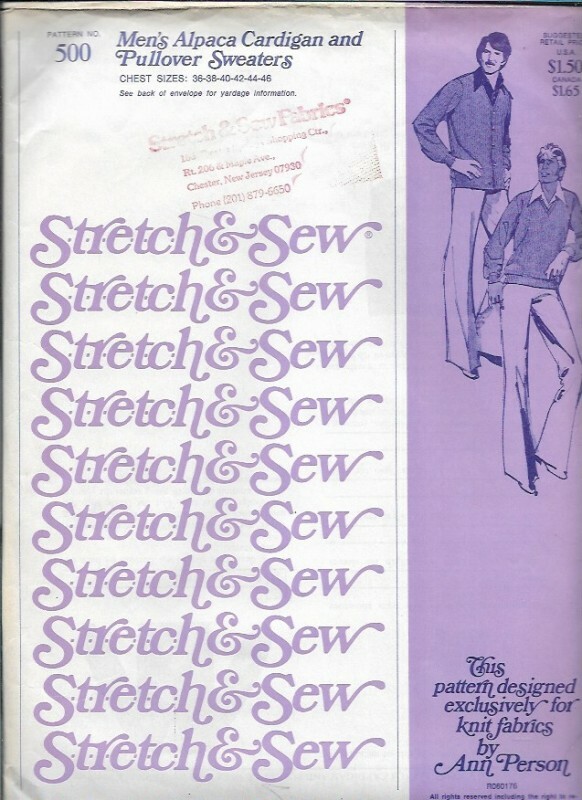 PATTERN NO.
500
Men's Alpaca Cardigan and
Pullover Sweaters
CHEST SIZES: 36-38-40-42-44-46
See back of envelope for yardage information.
SUGGESTED
RETAIL PRICE
U.S.A.
$1.50
CANADA
$1.65
Stretch & Sew Fabrics®
Shopping Ctr.,
Rt. 206 & Maple Ave.,
Chester, New Jersey 07930
Phone (201) 879-6650
Stretch & Sew®
Stretch & Sew
Stretch & Sew
Stretch & Sew
Stretch & Sew
Stretch & Sew
Stretch & Sew
Stretch & Sew
Stretch & Sew
Stretch & Sew
This
pattern designed
exclusively for
knit fabrics
by
Ann Person
R060176
All rights reserved including the right to re-